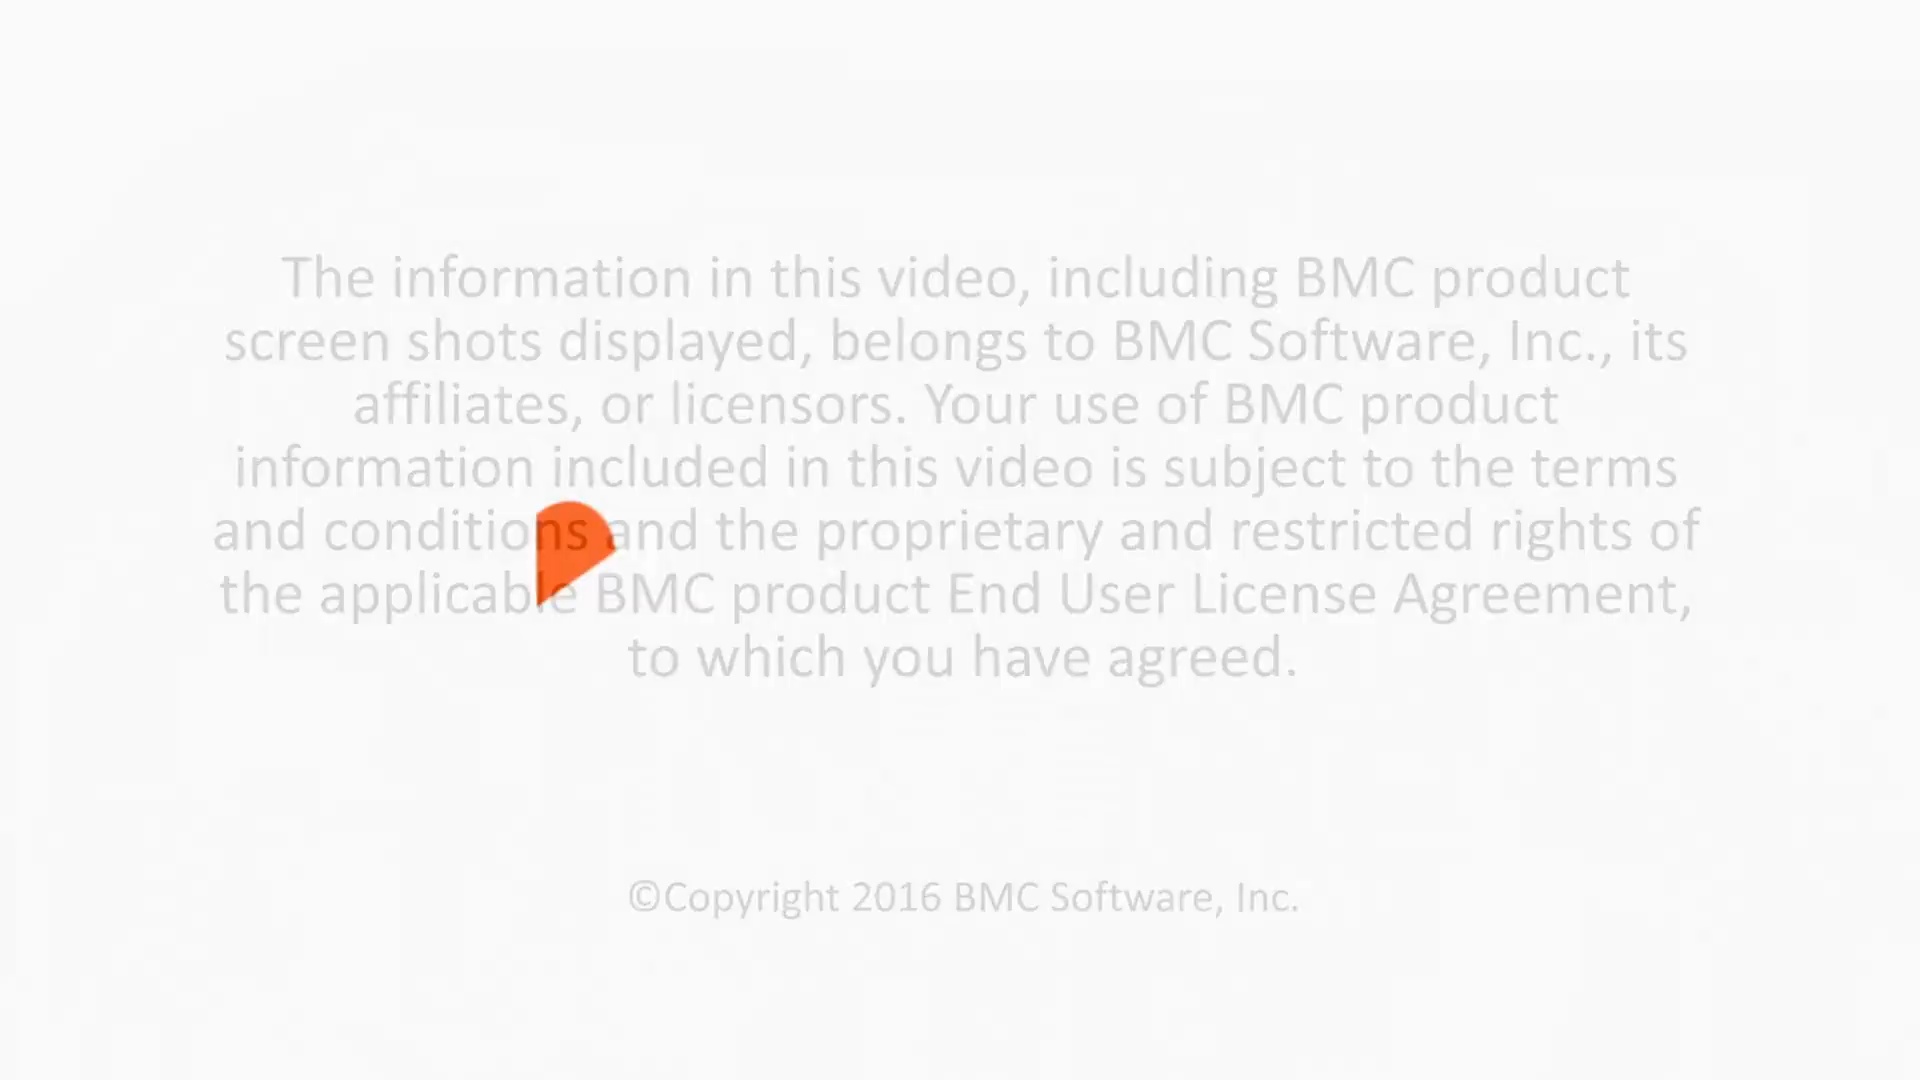 The information in this video, including BMC product
screen shots displayed, belongs to BMC Software, Inc., its
affiliates, or licensors. Your use of BMC product
information included in this video is subject to the terms
and conditions and the proprietary and restricted rights of
the applicable BMC product End User License Agreement,
to which you have agreed.
©Copyright 2016 BMC Software, Inc.